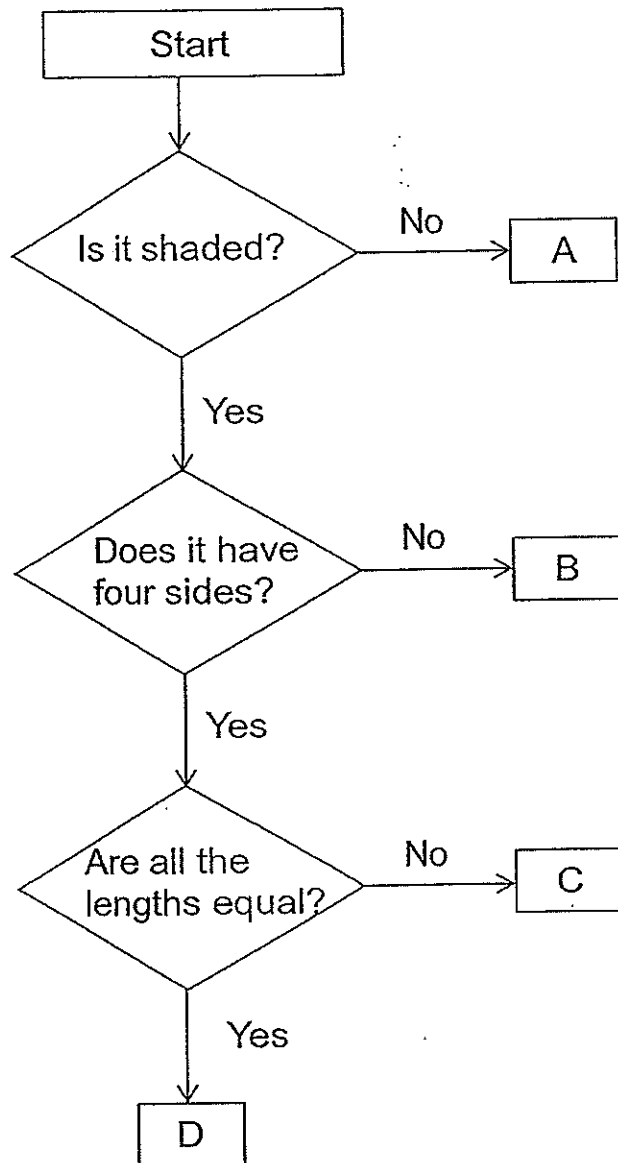 Start
Is it shaded?
No
A
Yes
Does it have
four sides?
No
B
Yes
Are all the
lengths equal?
No
C
Yes
D